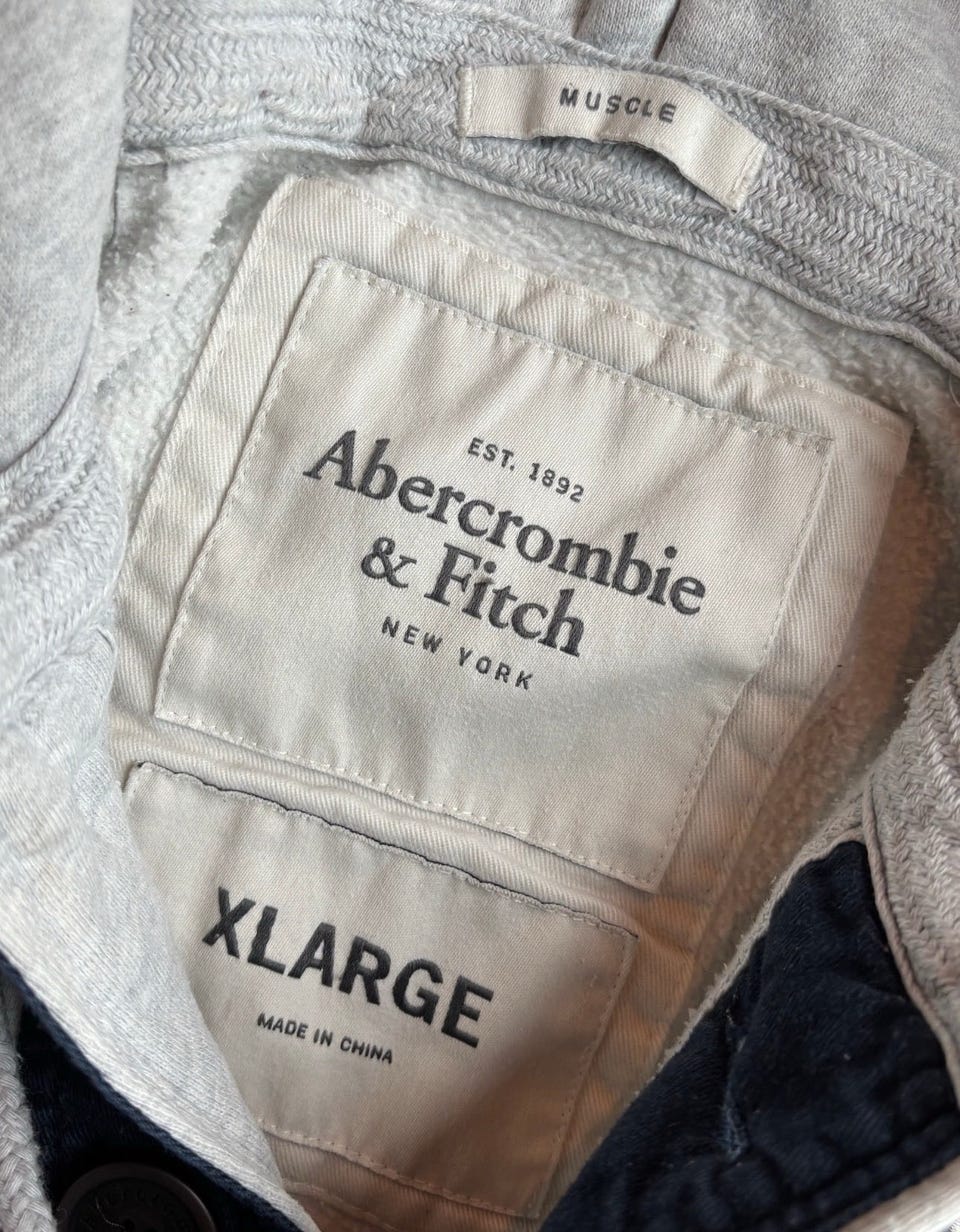 MUSCLE
EST. 1892
Abercrombie
& Fitch
NEW YORK
XLARGE
MADE IN CHINA